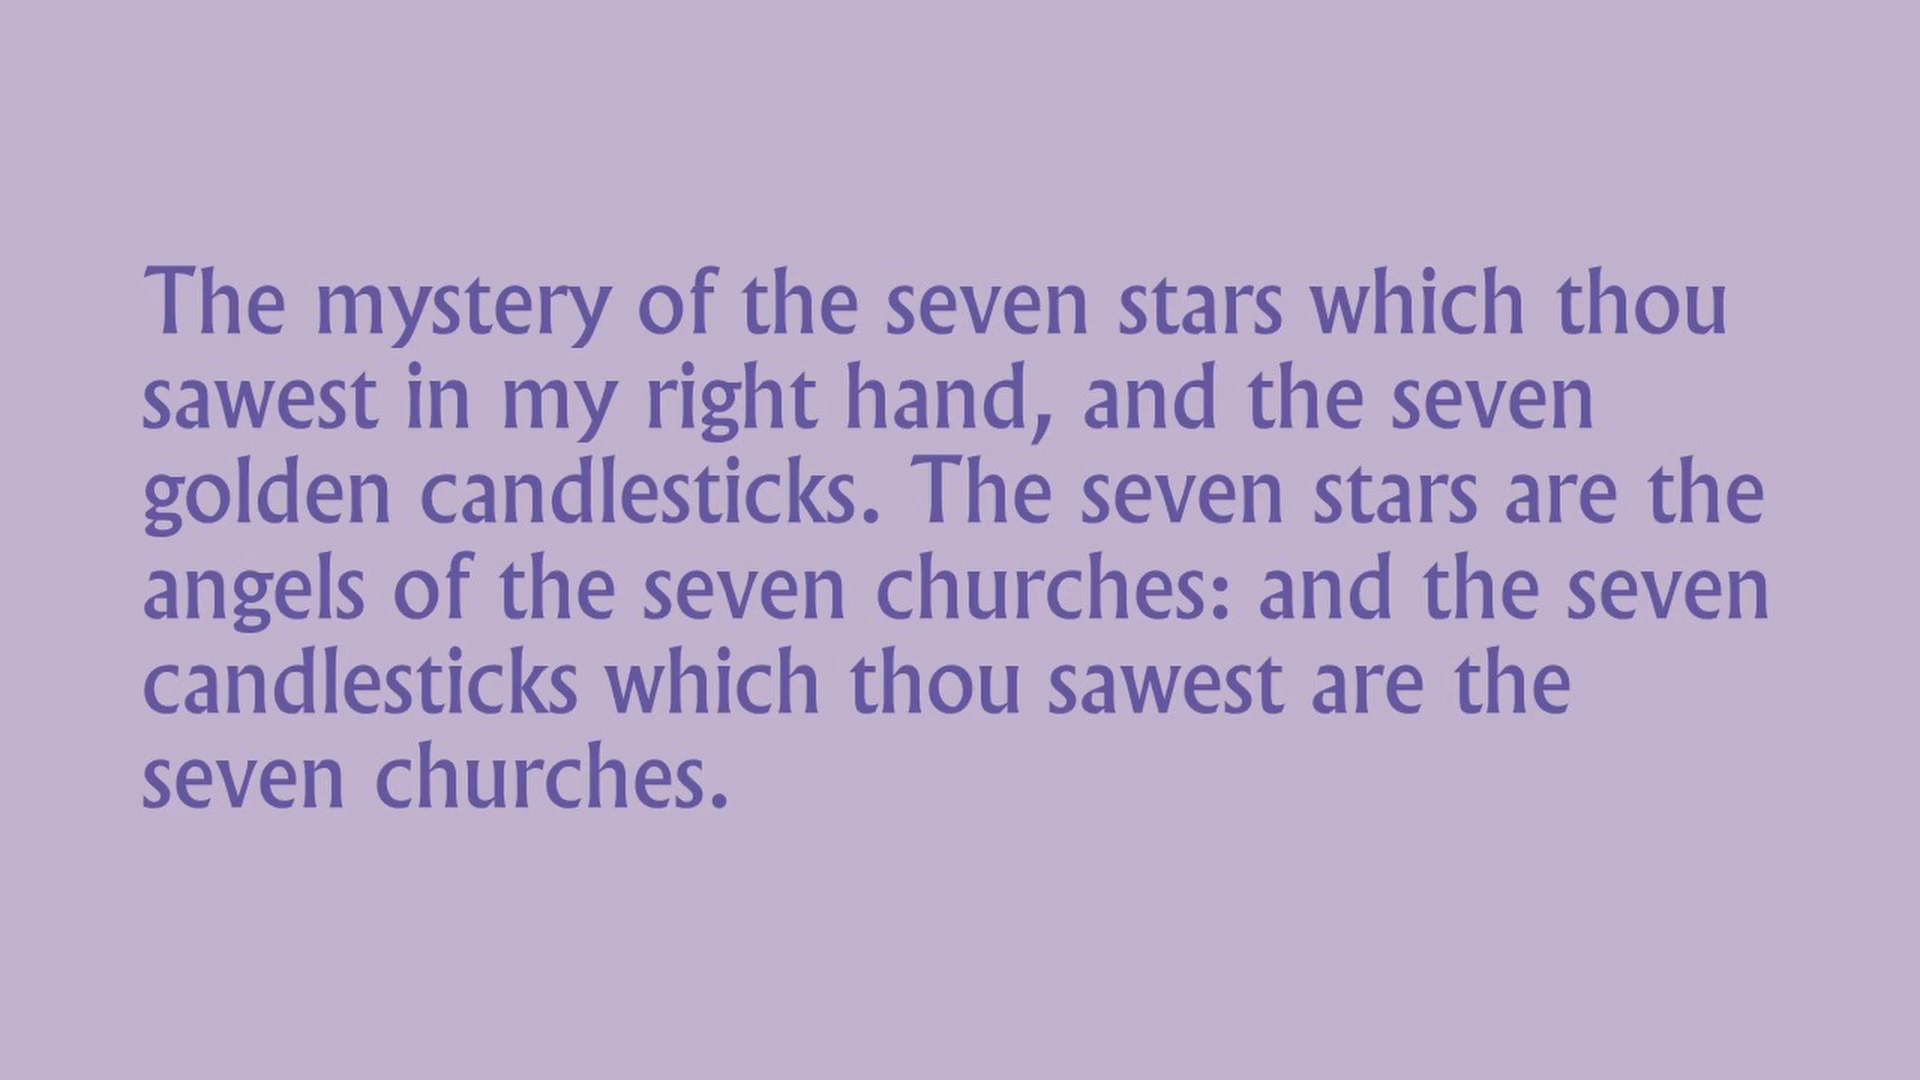 The mystery of the seven stars which thou
sawest in my right hand, and the seven
golden candlesticks. The seven stars are the
angels of the seven churches: and the seven
candlesticks which thou sawest are the
seven churches.